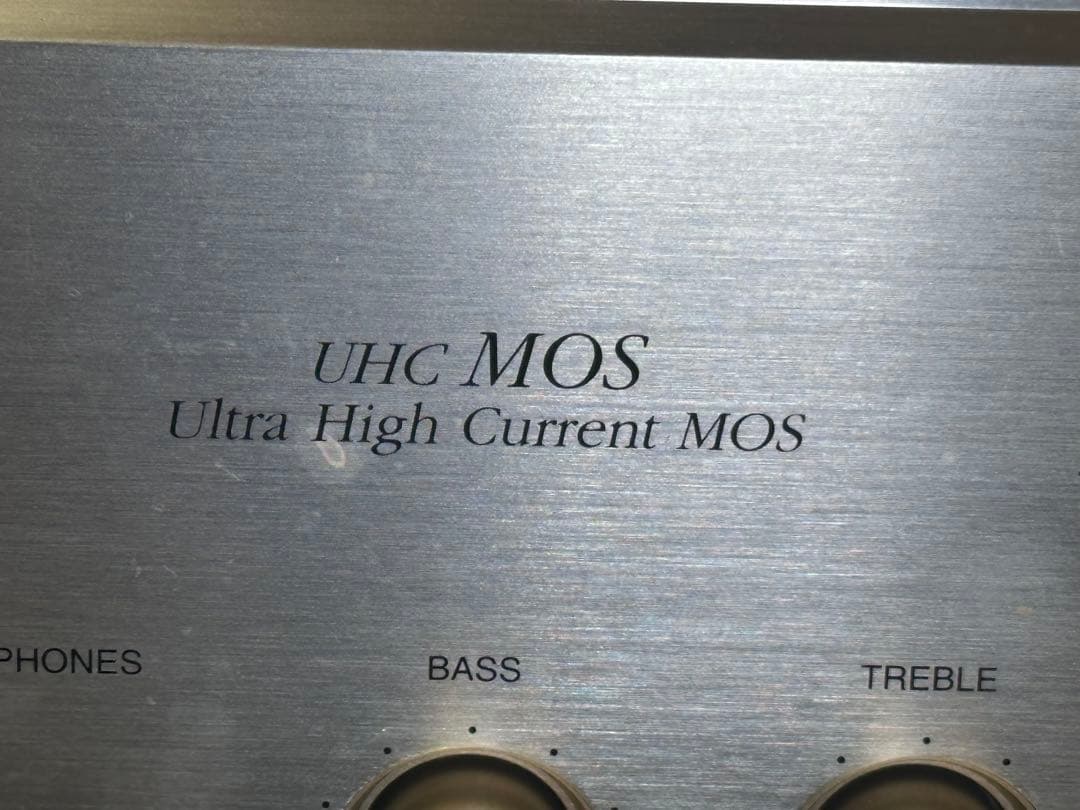 UHC MOS
Ultra High Current MOS
PHONES
BASS
TREBLE